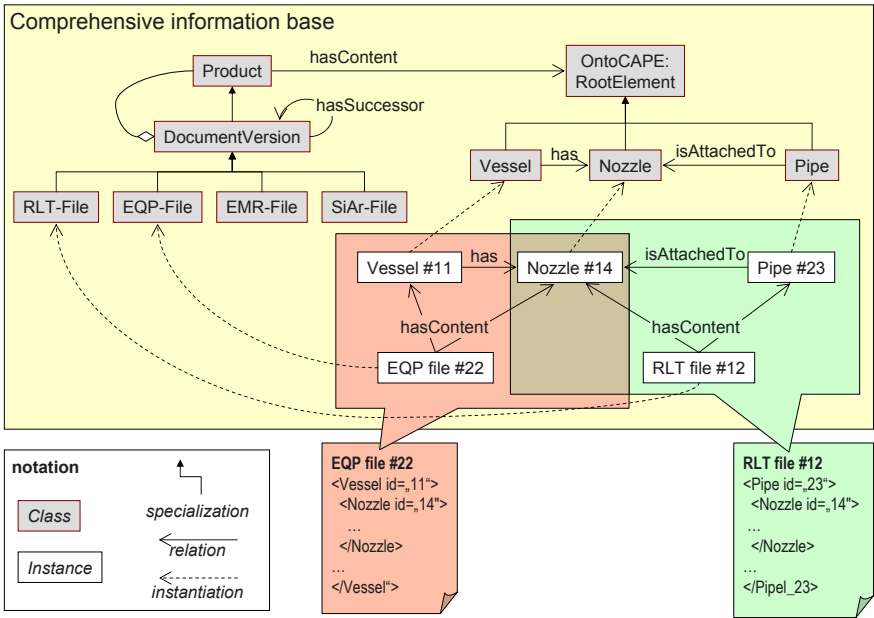 Comprehensive information base
hasContent
OntoCAPE:
RootElement
Product
hasSuccessor
DocumentVersion
Vessel
has
Nozzle
isAttachedTo
Pipe
RLT-File
EQP-File
EMR-File
SiAr-File
Vessel #11
has
Nozzle #14
isAttachedTo
Pipe #23
hasContent
hasContent
EQP file #22
RLT file #12
notation
Class
Instance
specialization
relation
instantiation
EQP file #22
<Vessel id=„11“>
<Nozzle id=„14">
…
</Nozzle>
…
</Vessel“>
RLT file #12
<Pipe id=„23“>
<Nozzle id=„14">
…
</Nozzle>
…
</Pipel_23>